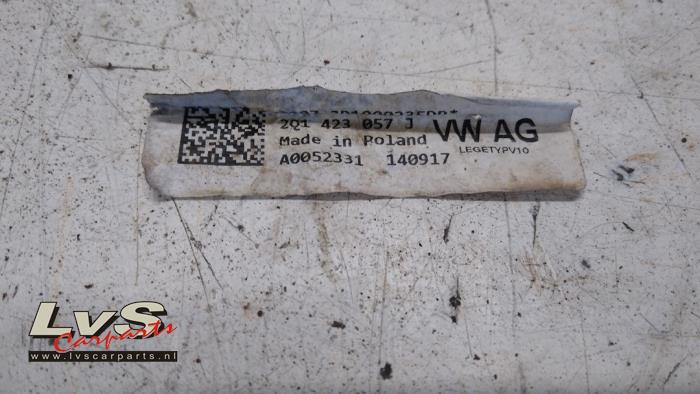 2Q1 423 057 J
Made in Poland
A0052331 140917
VW AG
LEGETYPV10
LvS
Carparts
www.lvscarparts.nl